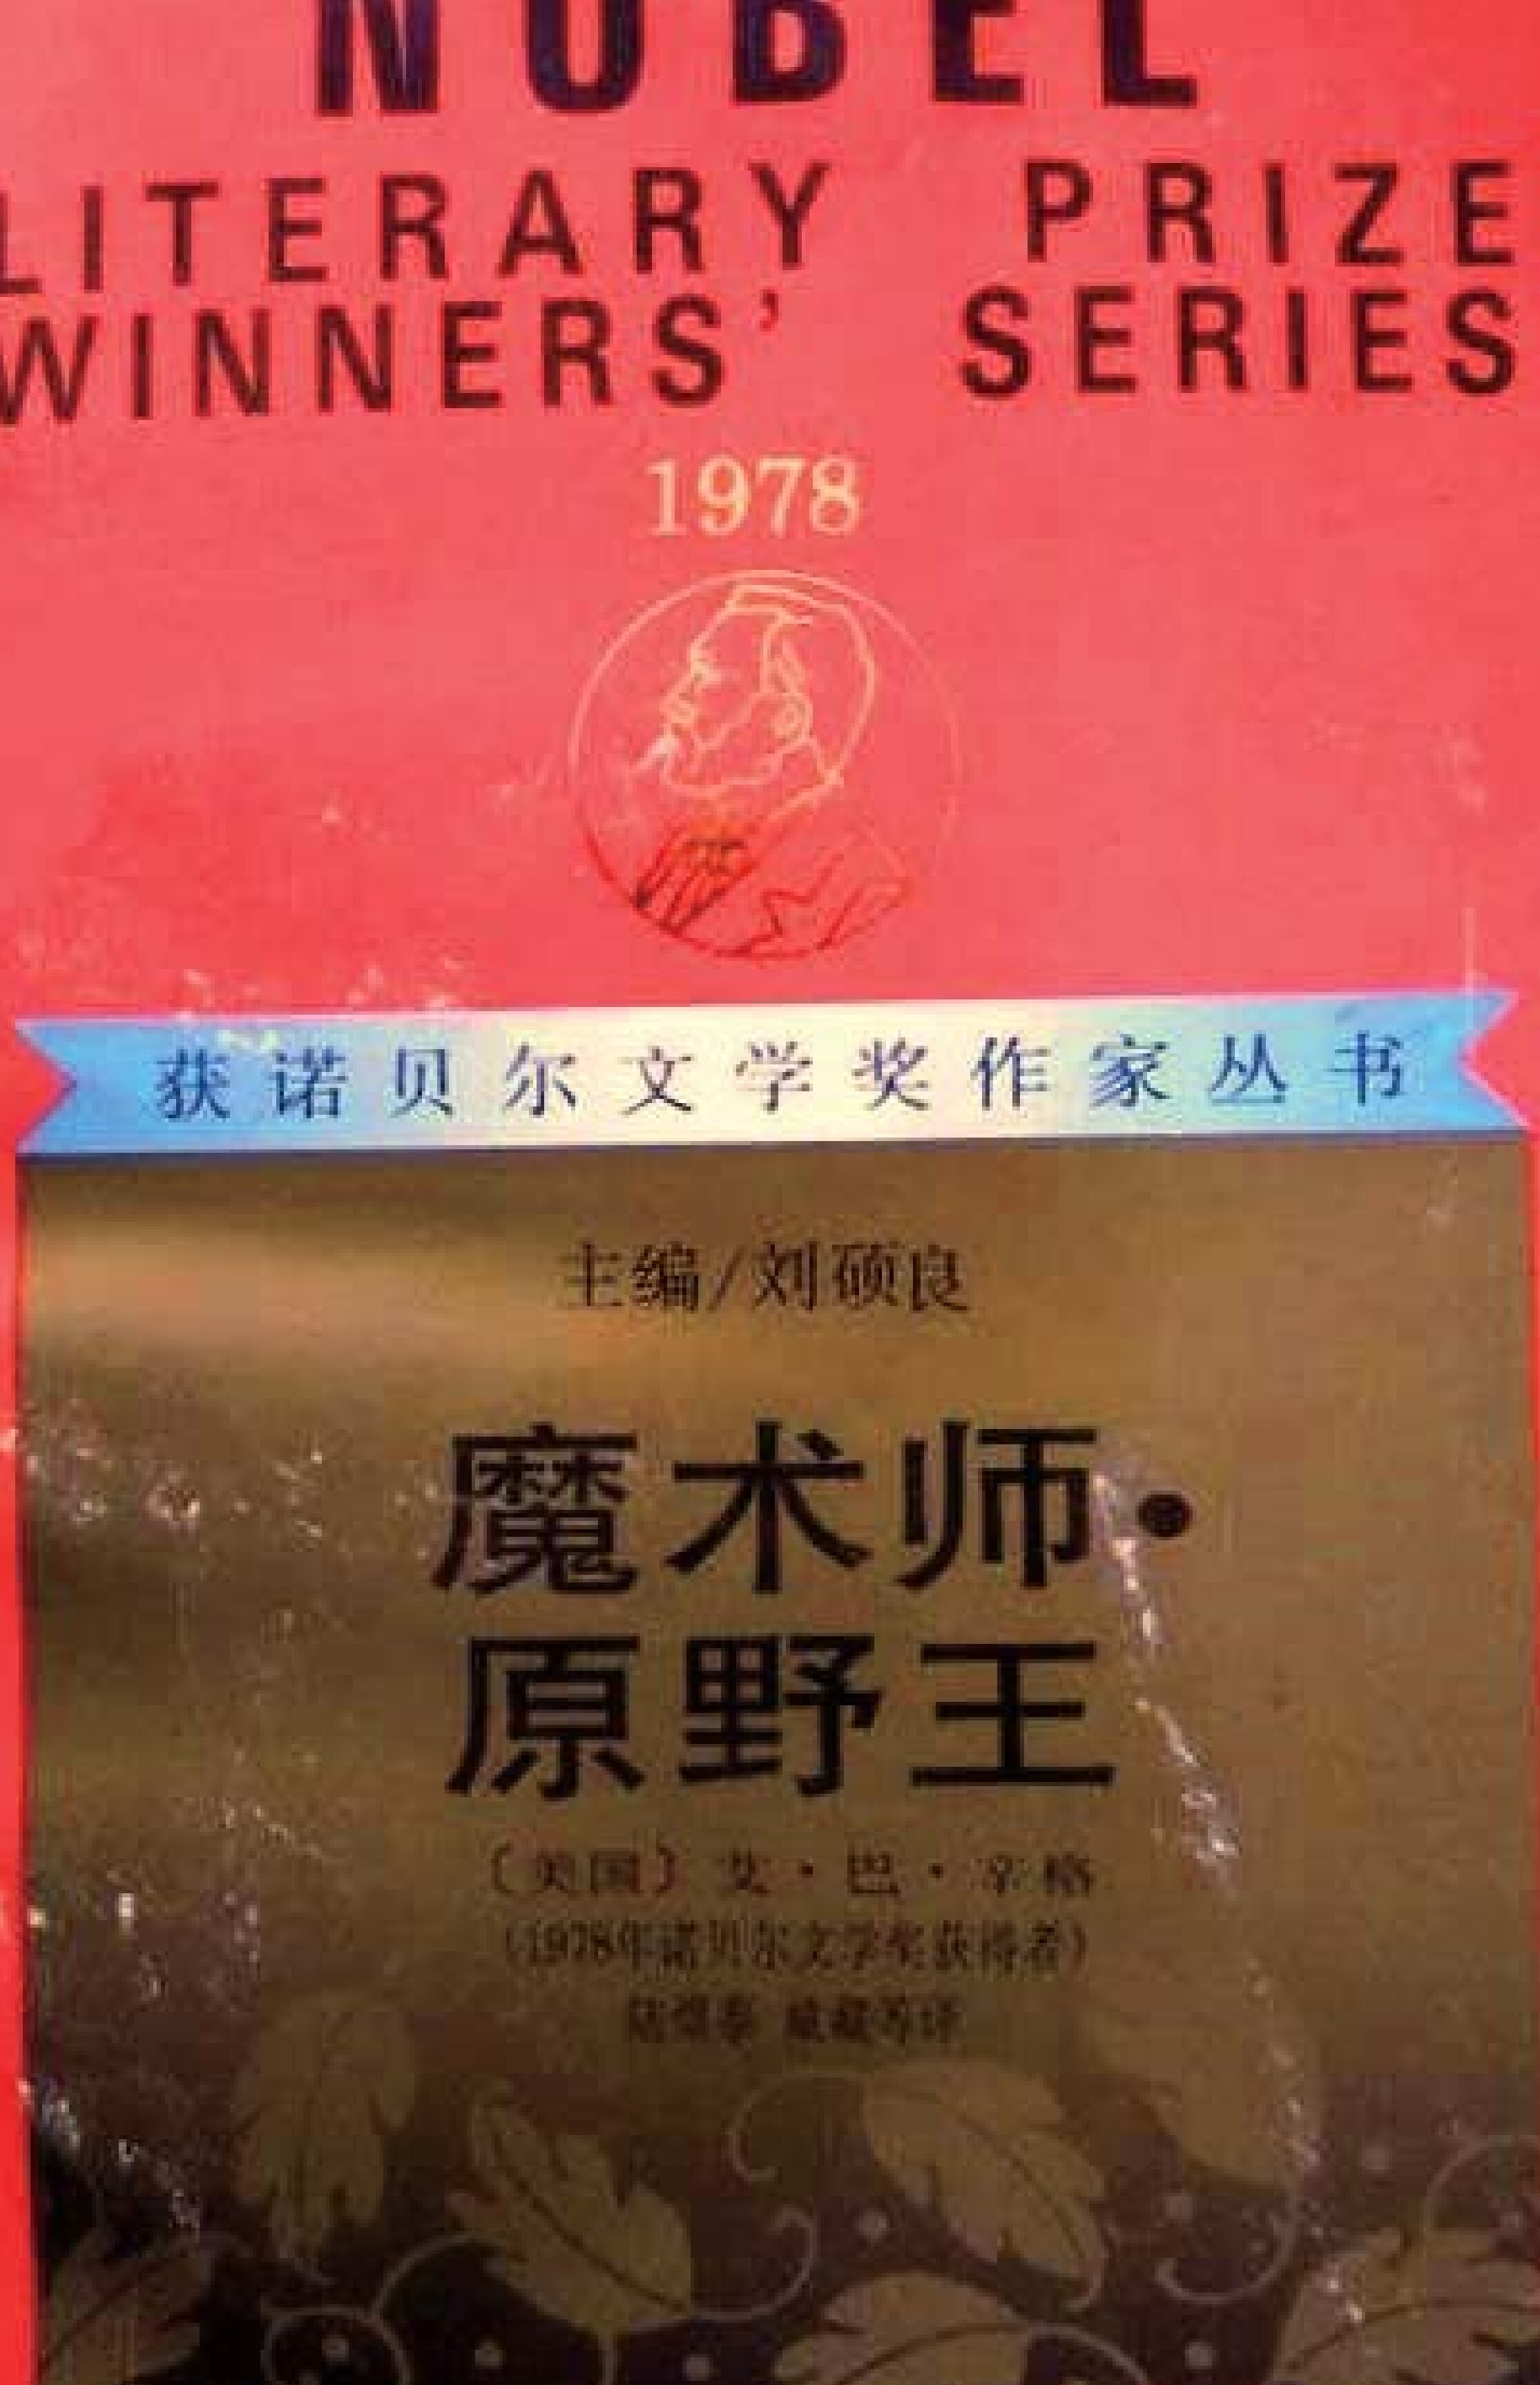 NOBEL
LITERARY PRIZE
WINNERS' SERIES
1978
获诺贝尔文学奖作家丛书
主编/刘硕良
魔术师·
原野王
〔美国〕艾·巴·辛格
(1978年诺贝尔文学奖获得者)
等译